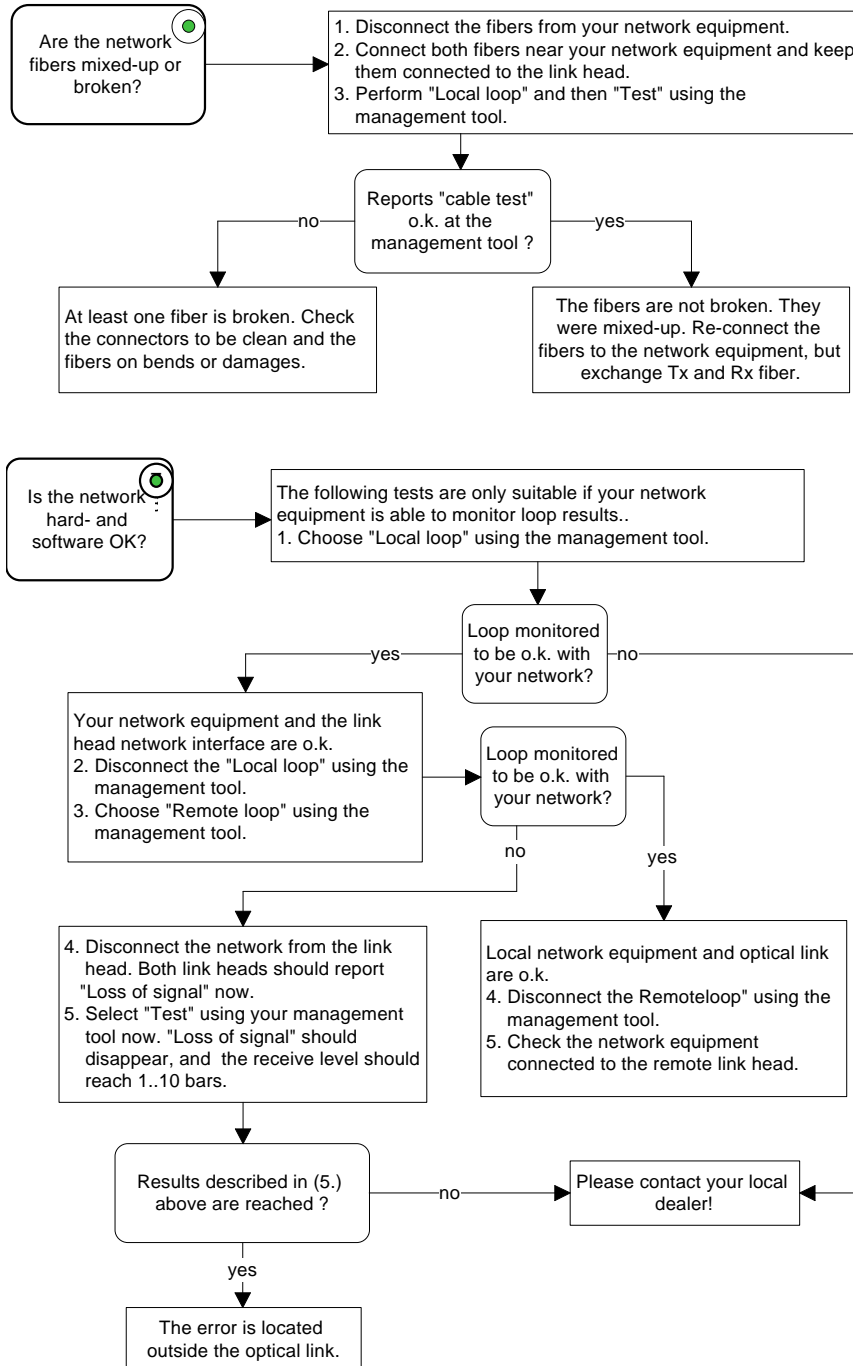 Are the network
fibers mixed-up or
broken?
1. Disconnect the fibers from your network equipment.
2. Connect both fibers near your network equipment and keep
them connected to the link head.
3. Perform "Local loop" and then "Test" using the
management tool.
Reports "cable test"
o.k. at the
management tool ?
no
yes
At least one fiber is broken. Check
the connectors to be clean and the
fibers on bends or damages.
The fibers are not broken. They
were mixed-up. Re-connect the
fibers to the network equipment, but
exchange Tx and Rx fiber.
Is the network
hard- and
software OK?
The following tests are only suitable if your network
equipment is able to monitor loop results..
1. Choose "Local loop" using the management tool.
Loop monitored
to be o.k. with
your network?
yes
no
Your network equipment and the link
head network interface are o.k.
2. Disconnect the "Local loop" using the
management tool.
3. Choose "Remote loop" using the
management tool.
Loop monitored
to be o.k. with
your network?
no
yes
4. Disconnect the network from the link
head. Both link heads should report
"Loss of signal" now.
5. Select "Test" using your management
tool now. "Loss of signal" should
disappear, and the receive level should
reach 1..10 bars.
Local network equipment and optical link
are o.k.
4. Disconnect the Remoteloop" using the
management tool.
5. Check the network equipment
connected to the remote link head.
Results described in (5.)
above are reached ?
no
Please contact your local
dealer!
yes
The error is located
outside the optical link.